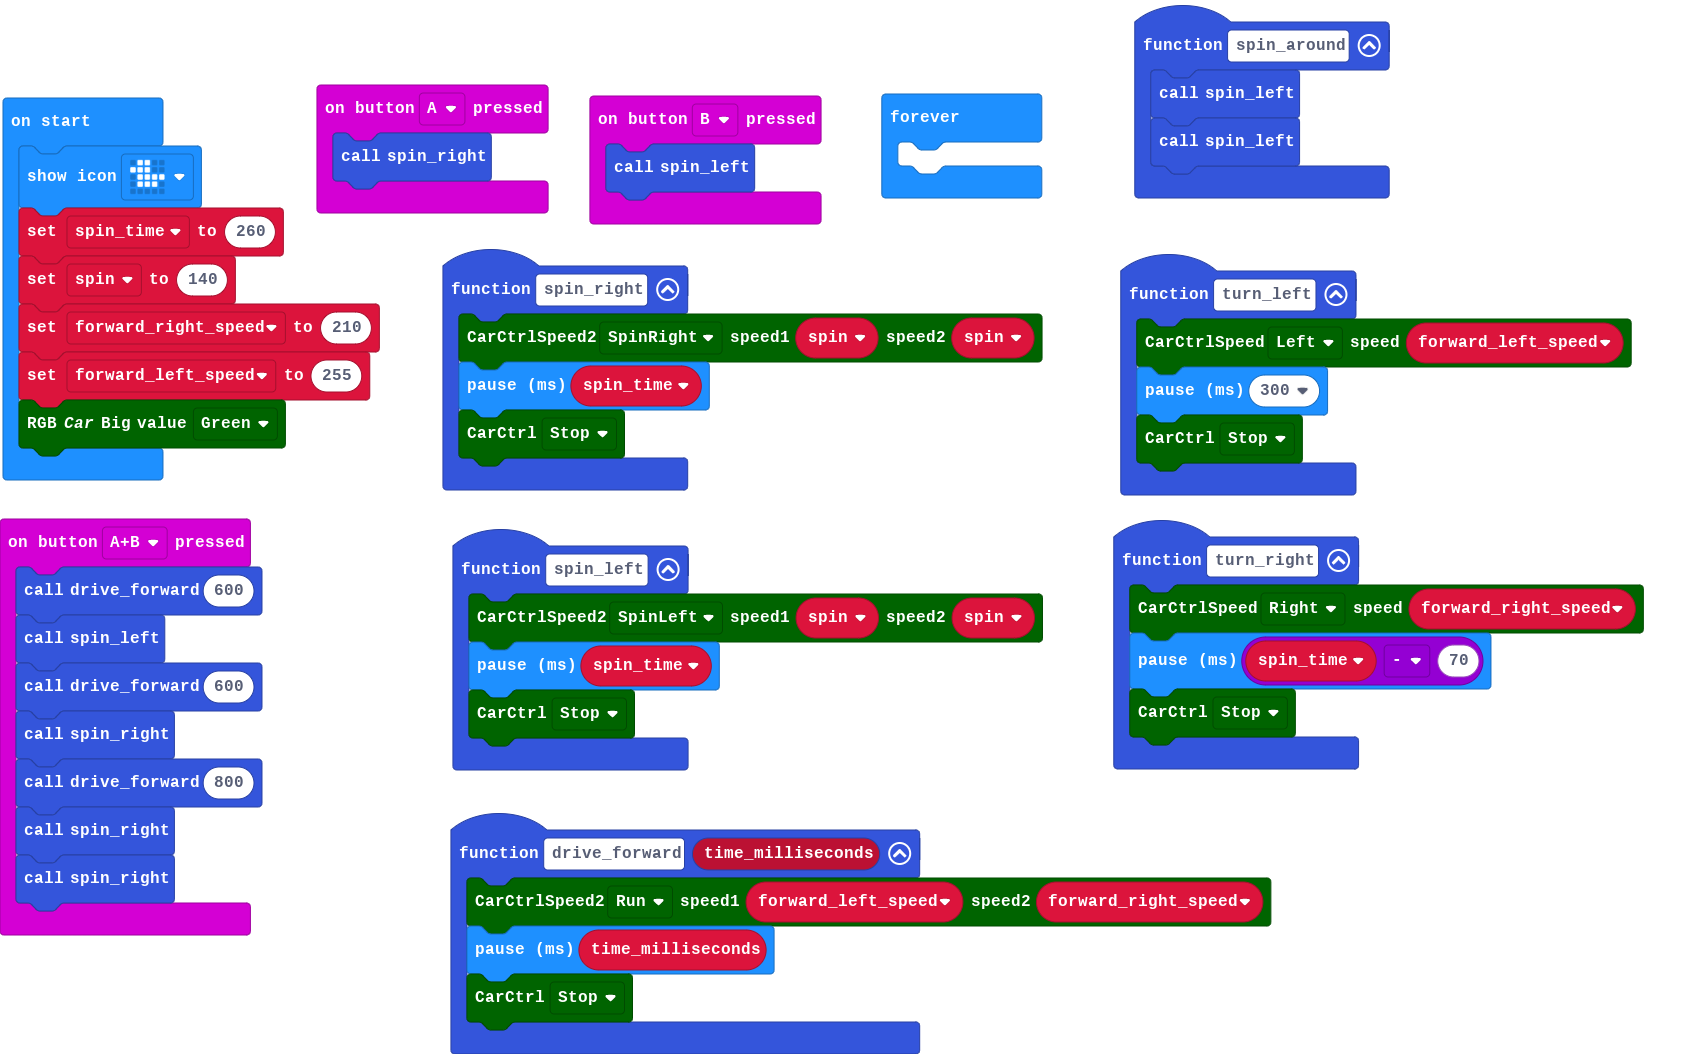 on start
show icon
set spin_time to 260
set spin to 140
set forward_right_speed to 210
set forward_left_speed to 255
RGB Car Big value Green
on button A pressed
call spin_right
on button B pressed
call spin_left
forever
function spin_around
call spin_left
call spin_left
function spin_right
CarCtrlSpeed2 SpinRight speed1 spin speed2 spin
pause (ms) spin_time
CarCtrl Stop
function turn_left
CarCtrlSpeed Left speed forward_left_speed
pause (ms) 300
CarCtrl Stop
on button A+B pressed
call drive_forward 600
call spin_left
call drive_forward 600
call spin_right
call drive_forward 800
call spin_right
call spin_right
function spin_left
CarCtrlSpeed2 SpinLeft speed1 spin speed2 spin
pause (ms) spin_time
CarCtrl Stop
function turn_right
CarCtrlSpeed Right speed forward_right_speed
pause (ms) spin_time - 70
CarCtrl Stop
function drive_forward time_milliseconds
CarCtrlSpeed2 Run speed1 forward_left_speed speed2 forward_right_speed
pause (ms) time_milliseconds
CarCtrl Stop